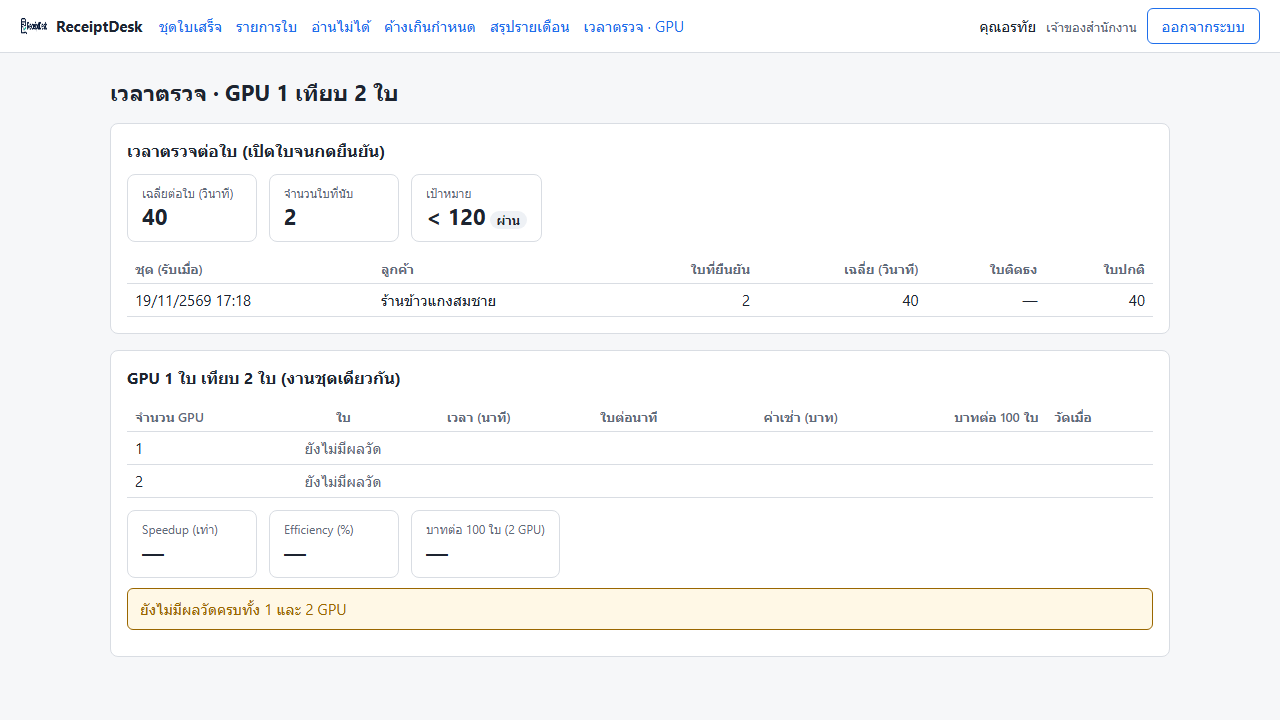 ReceiptDesk ชุดใบเสร็จ รายการใบ อ่านไม่ได้ ค้างเกินกำหนด สรุปรายเดือน เวลาตรวจ · GPU คุณอรทัย เจ้าของสำนักงาน ออกจากระบบ
เวลาตรวจ · GPU 1 เทียบ 2 ใบ
เวลาตรวจต่อใบ (เปิดใบจนกดยืนยัน)
เฉลี่ยต่อใบ (วินาที) จำนวนใบที่นับ เป้าหมาย
40 2 < 120 ผ่าน
ชุด (รับเมื่อ) ลูกค้า ใบที่ยืนยัน เฉลี่ย (วินาที) ใบติดธง ใบปกติ
19/11/2569 17:18 ร้านข้าวแกงสมชาย 2 40 — 40
GPU 1 ใบ เทียบ 2 ใบ (งานชุดเดียวกัน)
จำนวน GPU ใบ เวลา (นาที) ใบต่อนาที ค่าเช่า (บาท) บาทต่อ 100 ใบ วัดเมื่อ
1 ยังไม่มีผลวัด
2 ยังไม่มีผลวัด
Speedup (เท่า) Efficiency (%) บาทต่อ 100 ใบ (2 GPU)
— — —
ยังไม่มีผลวัดครบทั้ง 1 และ 2 GPU